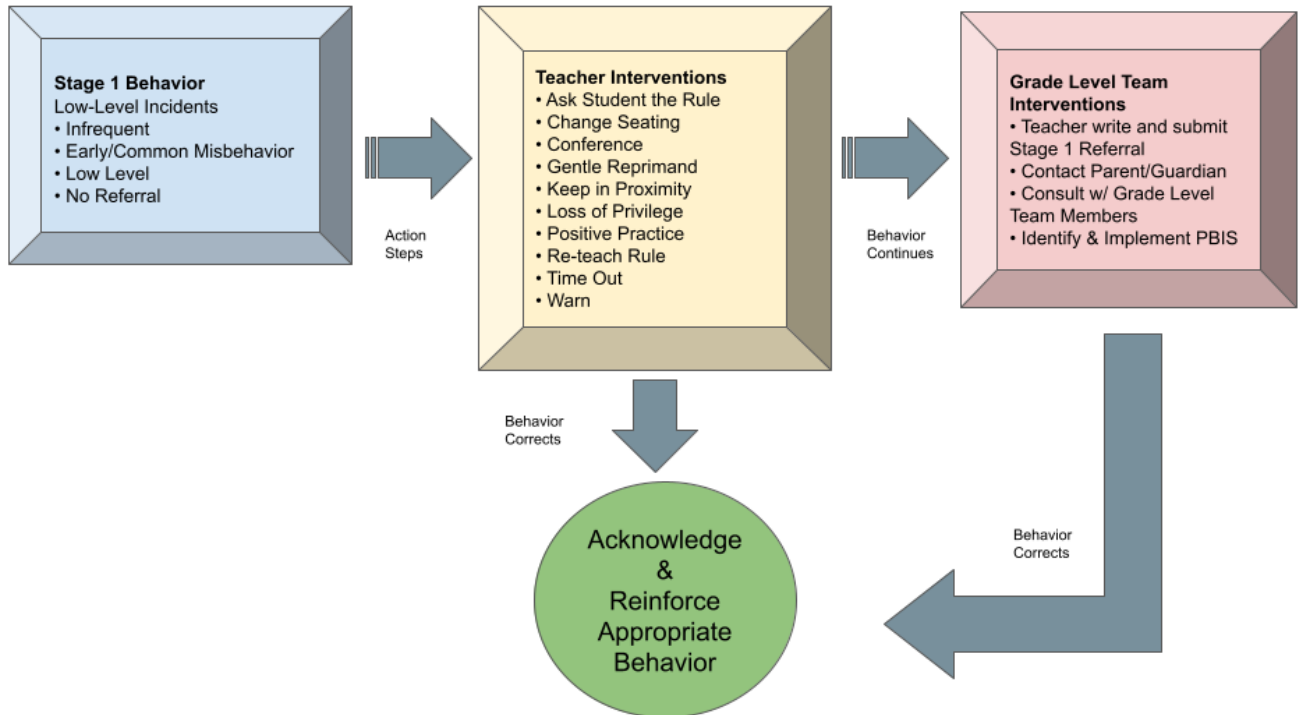 Stage 1 Behavior
Low-Level Incidents
• Infrequent
• Early/Common Misbehavior
• Low Level
• No Referral
Action
Steps
Teacher Interventions
• Ask Student the Rule
• Change Seating
• Conference
• Gentle Reprimand
• Keep in Proximity
• Loss of Privilege
• Positive Practice
• Re-teach Rule
• Time Out
• Warn
Behavior
Continues
Grade Level Team
Interventions
• Teacher write and submit
Stage 1 Referral
• Contact Parent/Guardian
• Consult w/ Grade Level
Team Members
• Identify & Implement PBIS
Behavior
Corrects
Acknowledge
&
Reinforce
Appropriate
Behavior
Behavior
Corrects